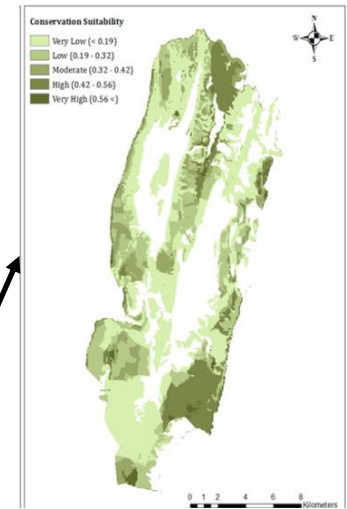 Conservation Suitability
Very Low (< 0.19)
Low (0.19 - 0.32)
Moderate (0.32 - 0.42)
High (0.42 - 0.56)
Very High (0.56 <)
N
W E
S
0 1 2 4 6 8
Kilometers